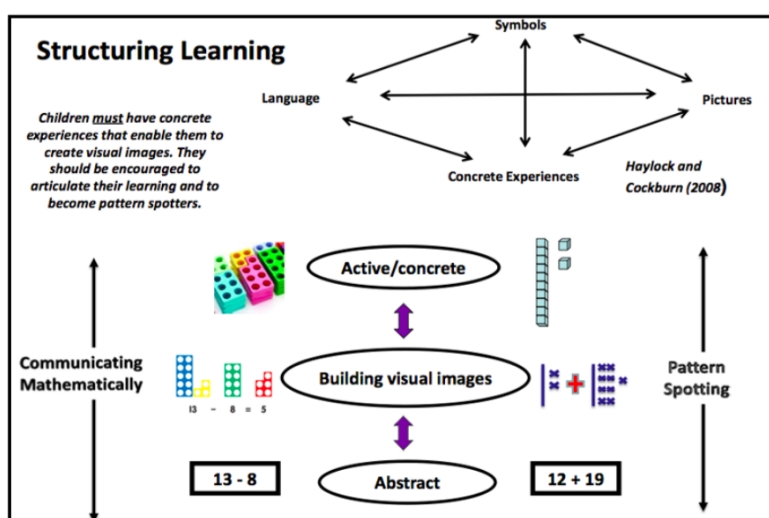 Symbols
Structuring Learning
Language
Pictures
Children must have concrete
experiences that enable them to
create visual images. They
should be encouraged to
articulate their learning and to
become pattern spotters.
Concrete Experiences
Haylock and
Cockburn (2008)
Active/concrete
Communicating
Mathematically
13 - 8 = 5
Building visual images
Pattern
Spotting
13 - 8
Abstract
12 + 19